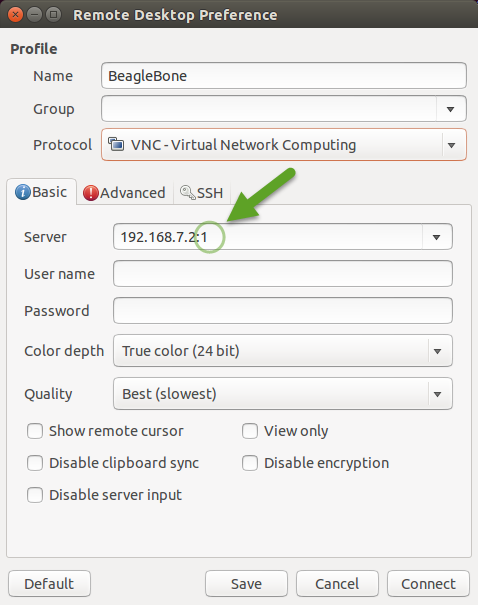 Remote Desktop Preference
Profile
Name BeagleBone
Group
Protocol VNC - Virtual Network Computing
Basic Advanced SSH
Server 192.168.7.2:1
User name
Password
Color depth True color (24 bit)
Quality Best (slowest)
Show remote cursor View only
Disable clipboard sync Disable encryption
Disable server input
Default Save Cancel Connect